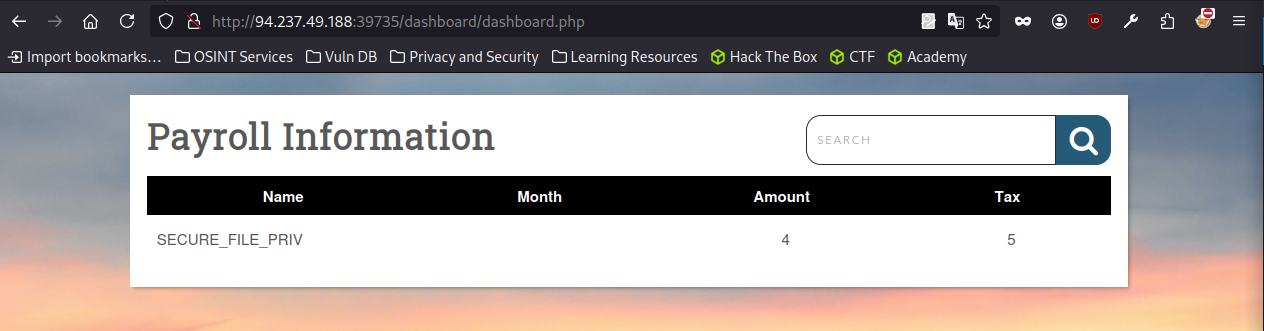 http://94.237.49.188:39735/dashboard/dashboard.php
Import bookmarks... OSINT Services Vuln DB Privacy and Security Learning Resources Hack The Box CTF Academy
Payroll Information
SEARCH
Name Month Amount Tax
SECURE_FILE_PRIV 4 5